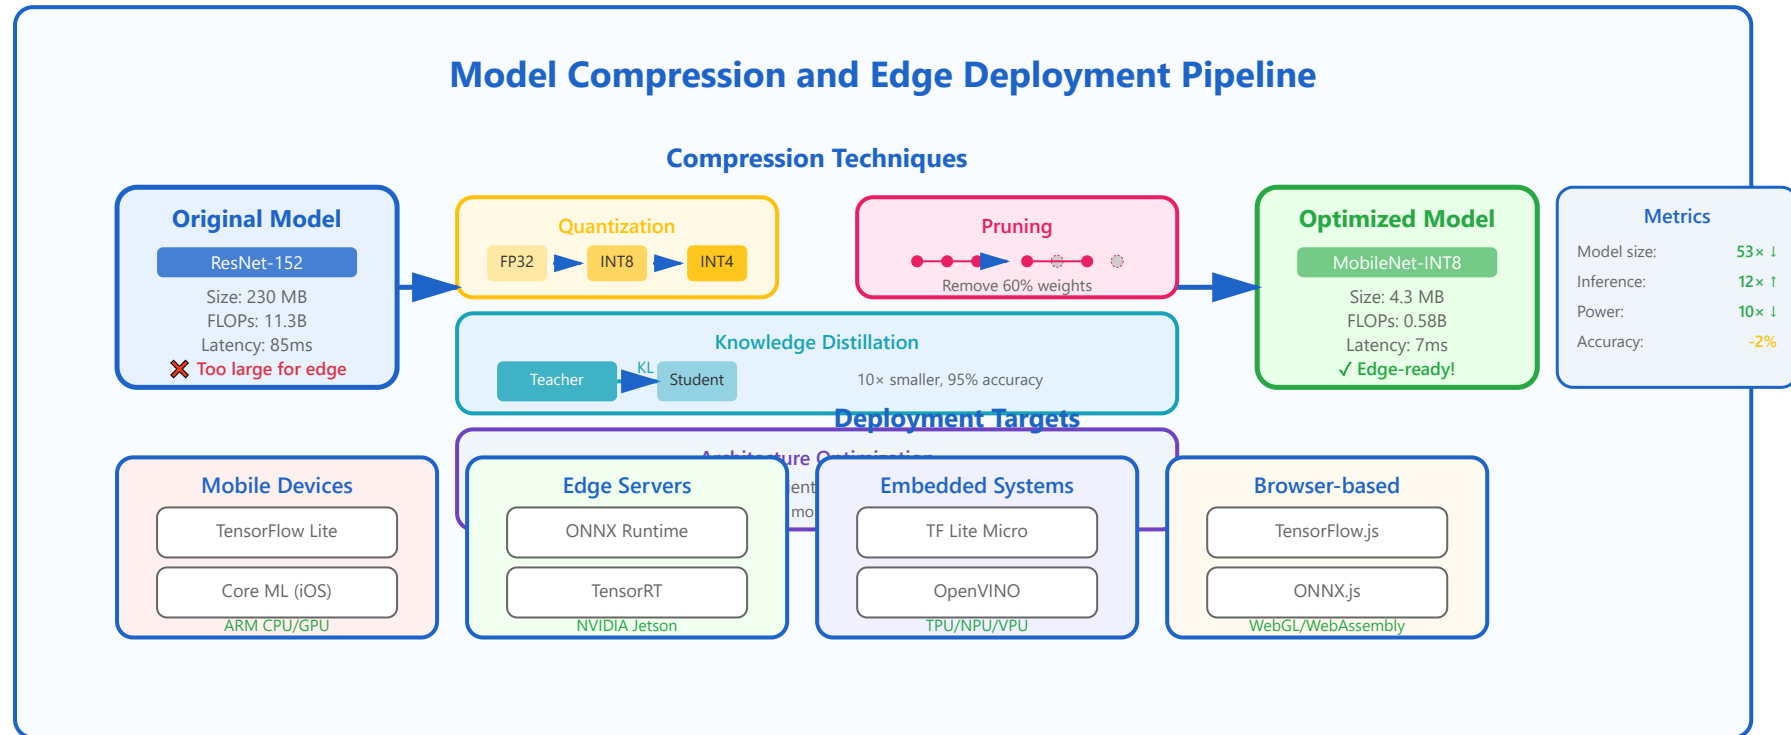 Model Compression and Edge Deployment Pipeline
Compression Techniques
Original Model
ResNet-152
Size: 230 MB
FLOPs: 11.3B
Latency: 85ms
❌ Too large for edge
Quantization
FP32
INT8
INT4
Pruning
Remove 60% weights
Knowledge Distillation
Teacher
KL
Student
10× smaller, 95% accuracy
Optimized Model
MobileNet-INT8
Size: 4.3 MB
FLOPs: 0.58B
Latency: 7ms
✓ Edge-ready!
Metrics
Model size: 53× ↓
Inference: 12× ↑
Power: 10× ↓
Accuracy: -2%
Deployment Targets
Architecture Optimization
Mobile Devices
TensorFlow Lite
Core ML (iOS)
ARM CPU/GPU
Edge Servers
ONNX Runtime
TensorRT
NVIDIA Jetson
Embedded Systems
TF Lite Micro
OpenVINO
TPU/NPU/VPU
Browser-based
TensorFlow.js
ONNX.js
WebGL/WebAssembly